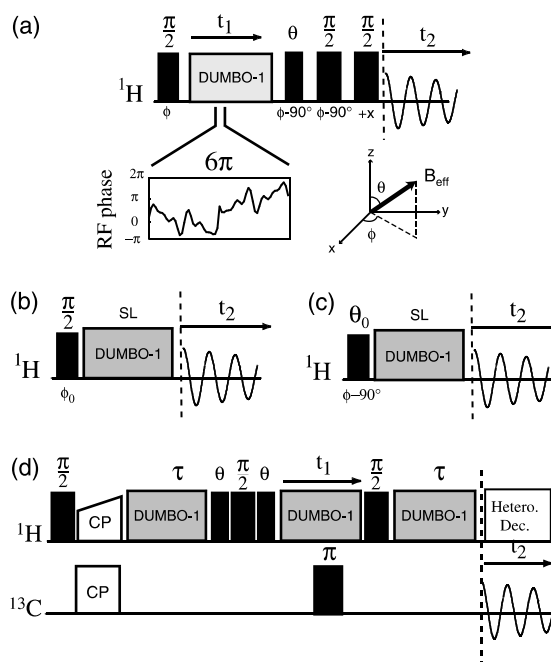 (a)
π/2 t₁ θ π/2 π/2 t₂
DUMBO-1
¹H
ϕ ϕ-90° ϕ-90° +x
6π
2π
π
0
−π
RF phase
z
θ
B_eff
y
ϕ
x
(b) (c)
π/2 SL t₂
DUMBO-1
¹H
ϕ₀
θ₀ SL t₂
DUMBO-1
¹H
ϕ−90°
(d)
π/2 τ θ π/2 θ t₁ π/2 τ
CP DUMBO-1 DUMBO-1 DUMBO-1 Hetero.
Dec.
¹H
t₂
π
CP
¹³C